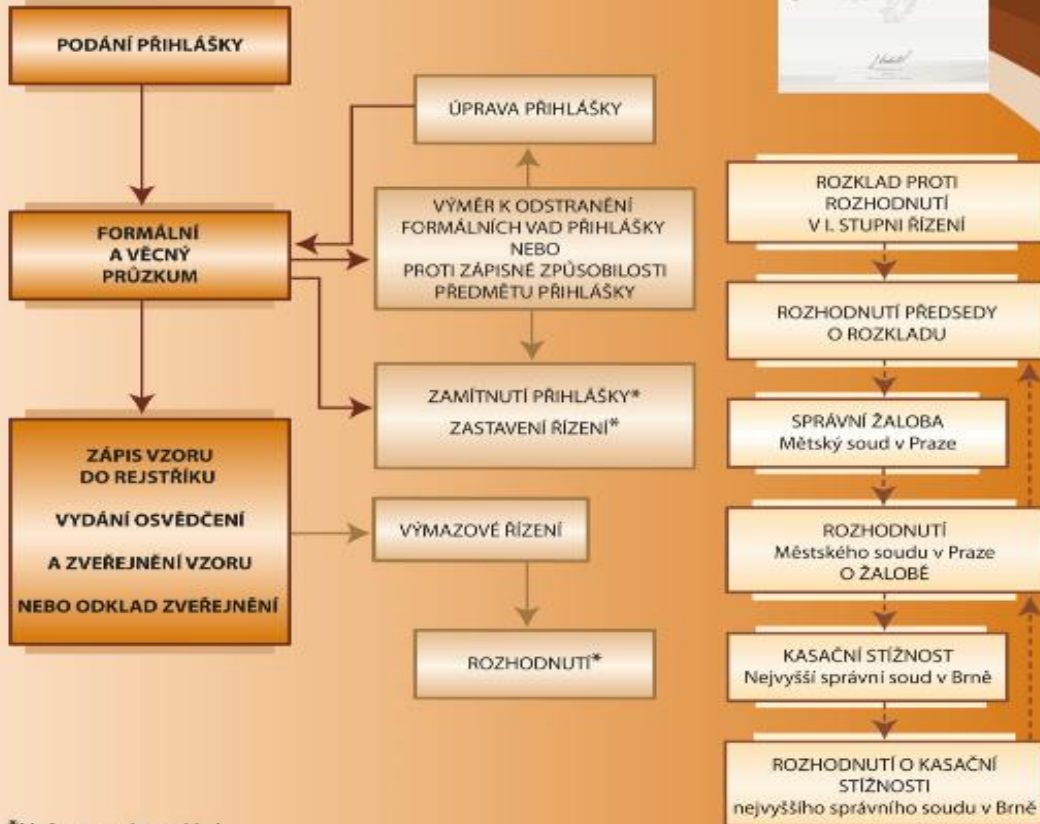 PODÁNÍ PŘIHLÁŠKY
FORMÁLNÍ
A VĚCNÝ
PRŮZKUM
ZÁPIS VZORU
DO REJSTŘÍKU
VYDÁNÍ OSVĚDČENÍ
A ZVEŘEJNĚNÍ VZORU
NEBO ODKLAD ZVEŘEJNĚNÍ
ÚPRAVA PŘIHLÁŠKY
VÝMĚR K ODSTRANĚNÍ
FORMÁLNÍCH VAD PŘIHLÁŠKY
NEBO
PROTI ZÁPISNÉ ZPŮSOBILOSTI
PŘEDMĚTU PŘIHLÁŠKY
ZAMÍTNUTÍ PŘIHLÁŠKY*
ZASTAVENÍ ŘÍZENÍ*
VÝMAZOVÉ ŘÍZENÍ
ROZHODNUTÍ*
ROZKLAD PROTI
ROZHODNUTÍ
V I. STUPNI ŘÍZENÍ
ROZHODNUTÍ PŘEDSEDY
O ROZKLADU
SPRÁVNÍ ŽALOBA
Mětský soud v Praze
ROZHODNUTÍ
Městského soudu v Praze
O ŽALOBĚ
KASAČNÍ STÍŽNOST
Nejvyšší správní soud v Brně
ROZHODNUTÍ O KASAČNÍ
STÍŽNOSTI
nejvyššího správního soudu v Brně